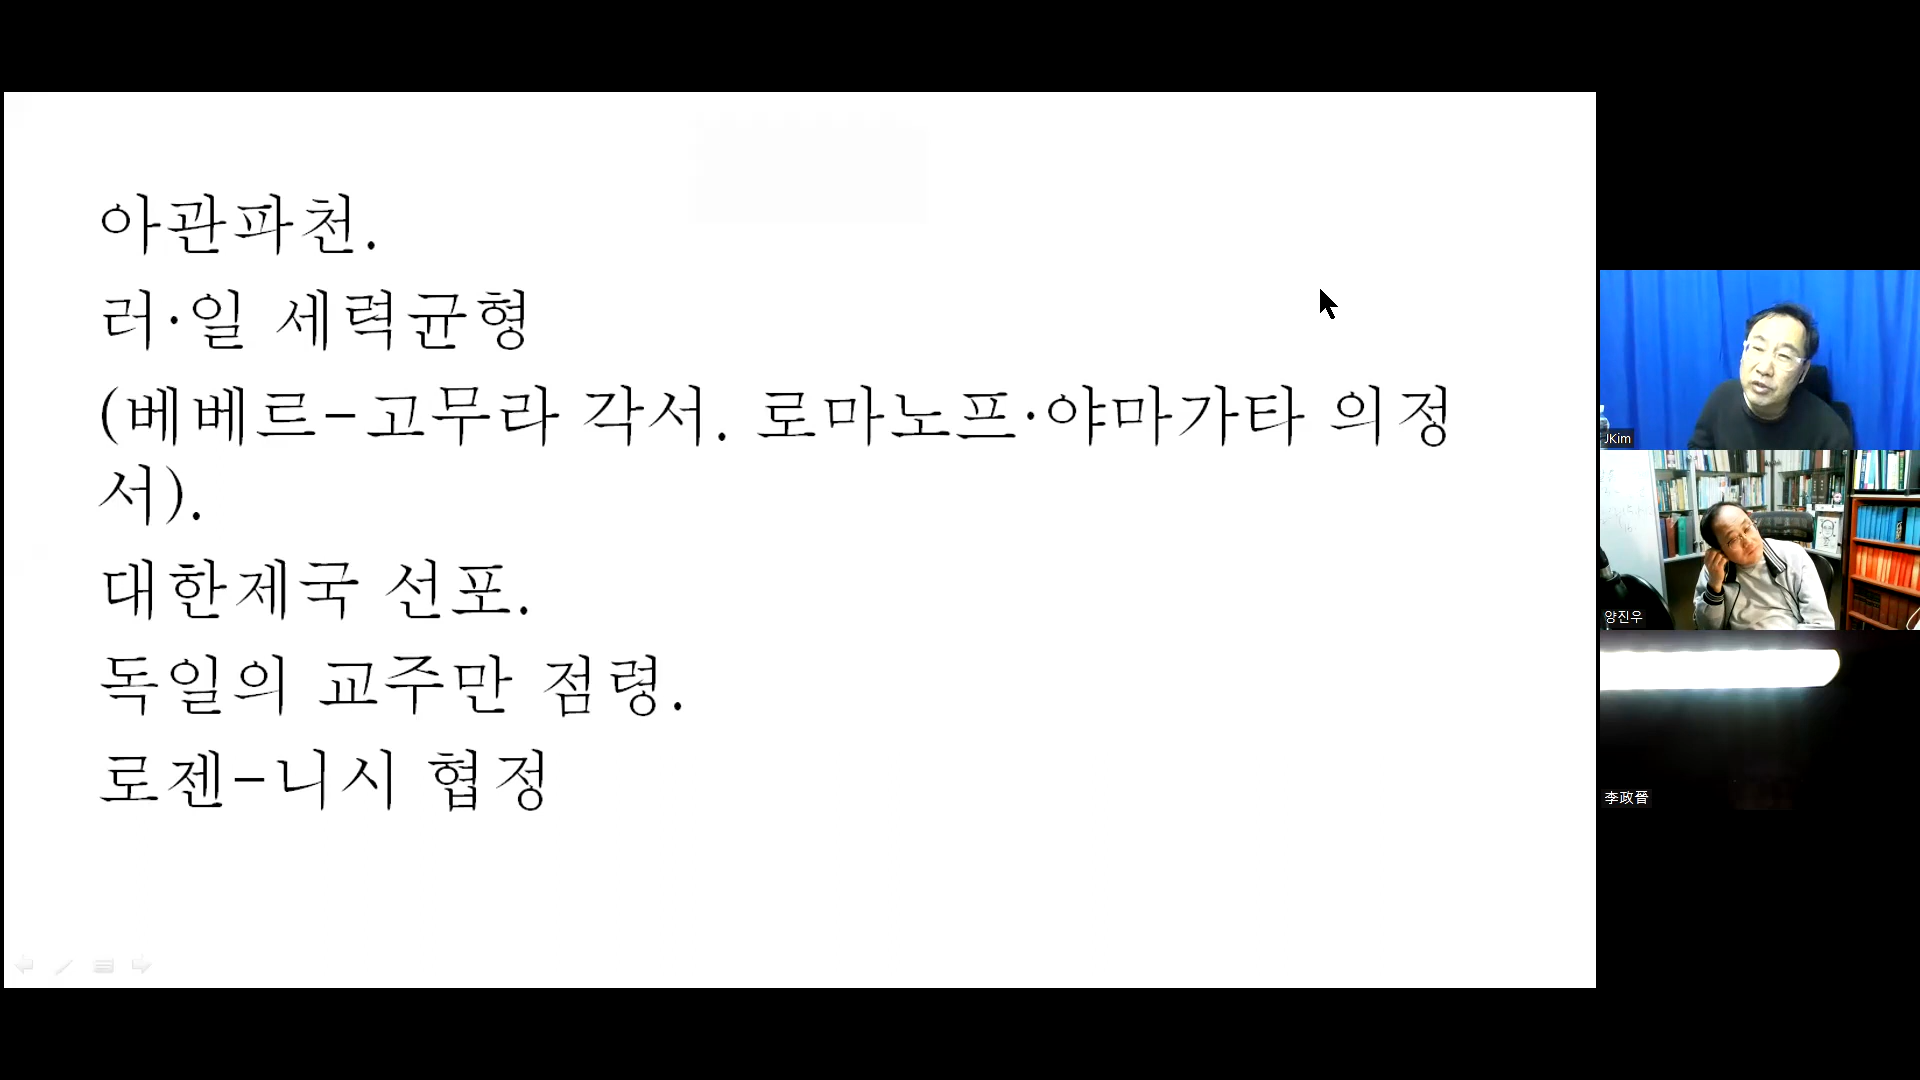 아관파천.
러·일 세력균형
(베베르-고무라 각서. 로마노프·야마가타 의정
서).
대한제국 선포.
독일의 교주만 점령.
로젠-니시 협정
JKim
양진우
李政晉